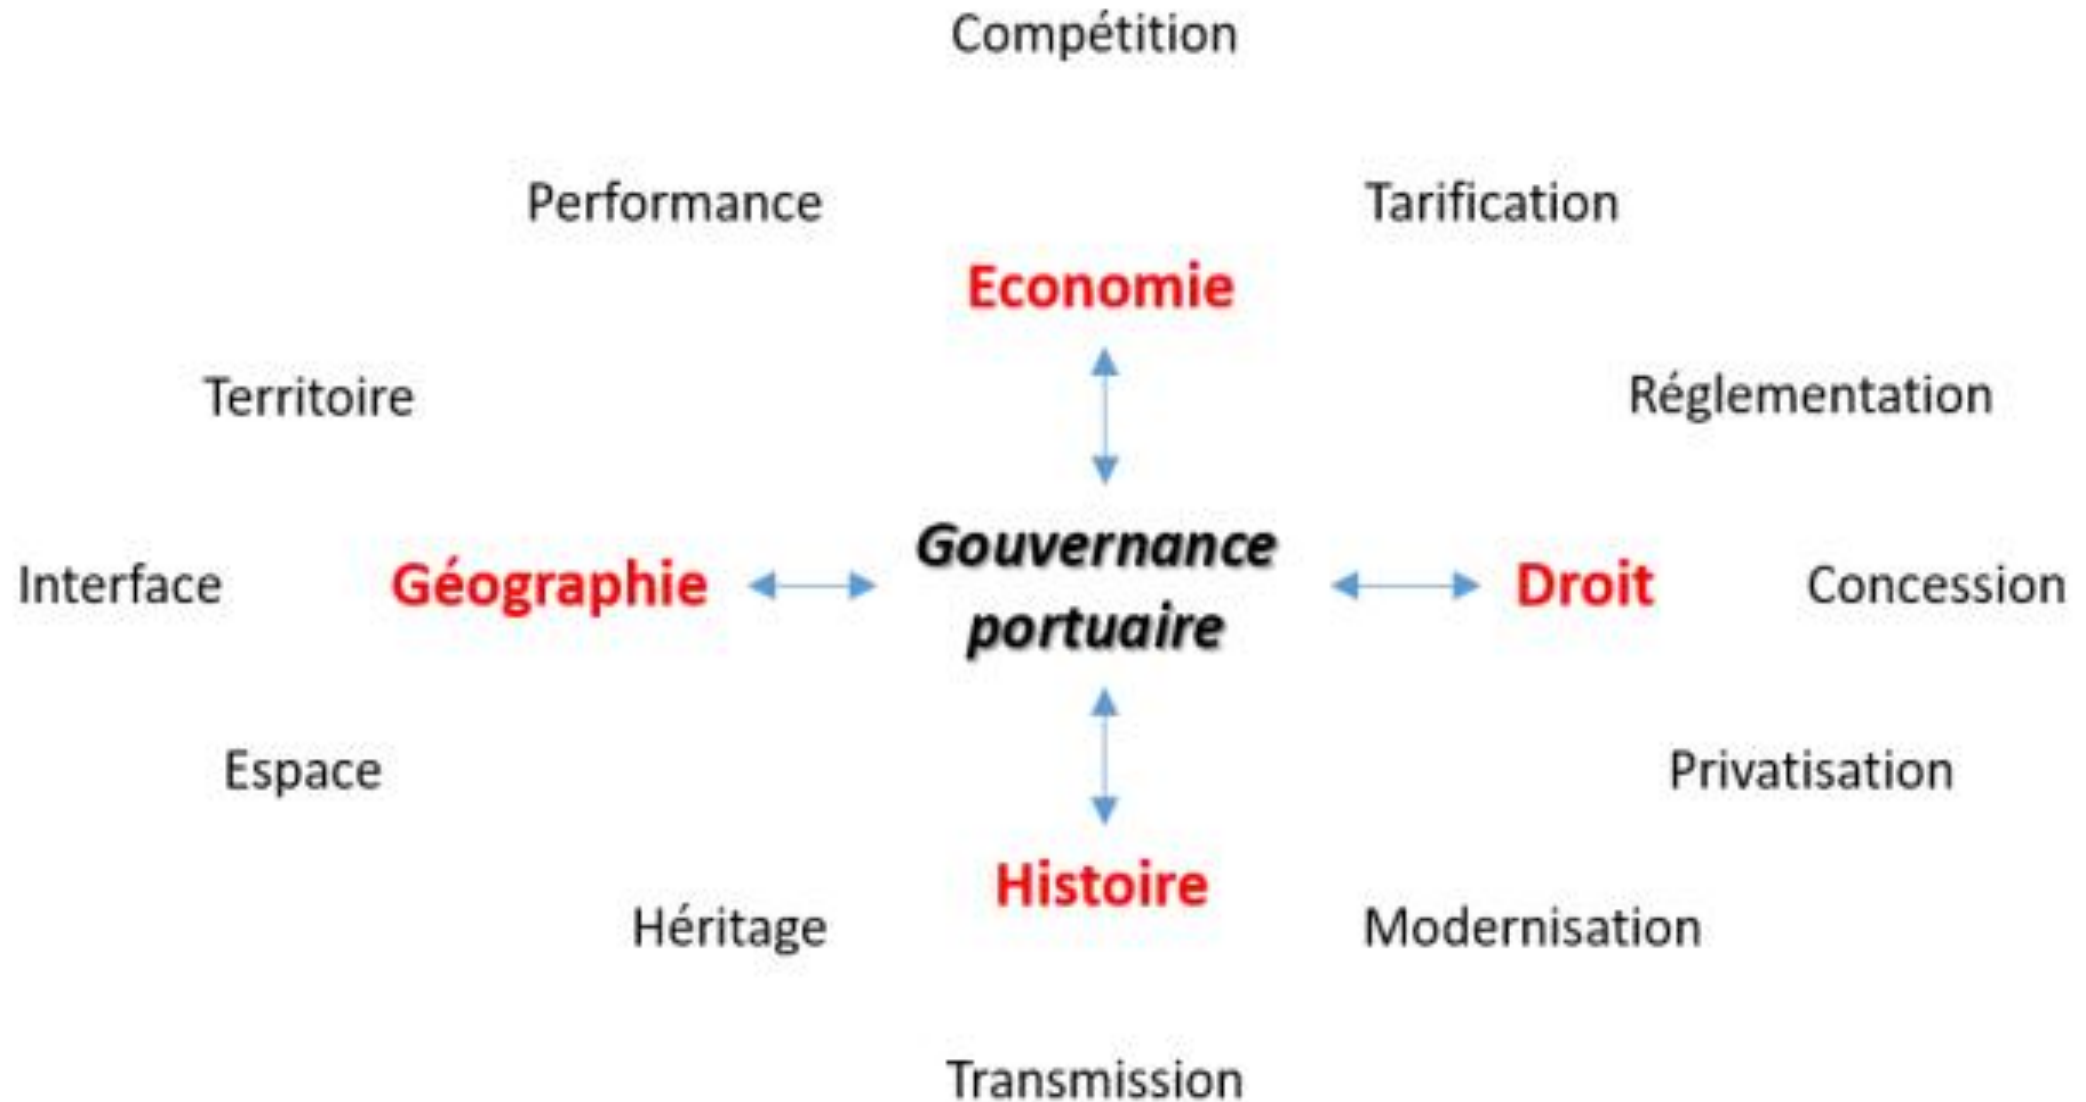 Compétition
Performance
Tarification
Economie
Territoire
Réglementation
Gouvernance
portuaire
Interface
Géographie
Droit
Concession
Espace
Privatisation
Histoire
Héritage
Modernisation
Transmission